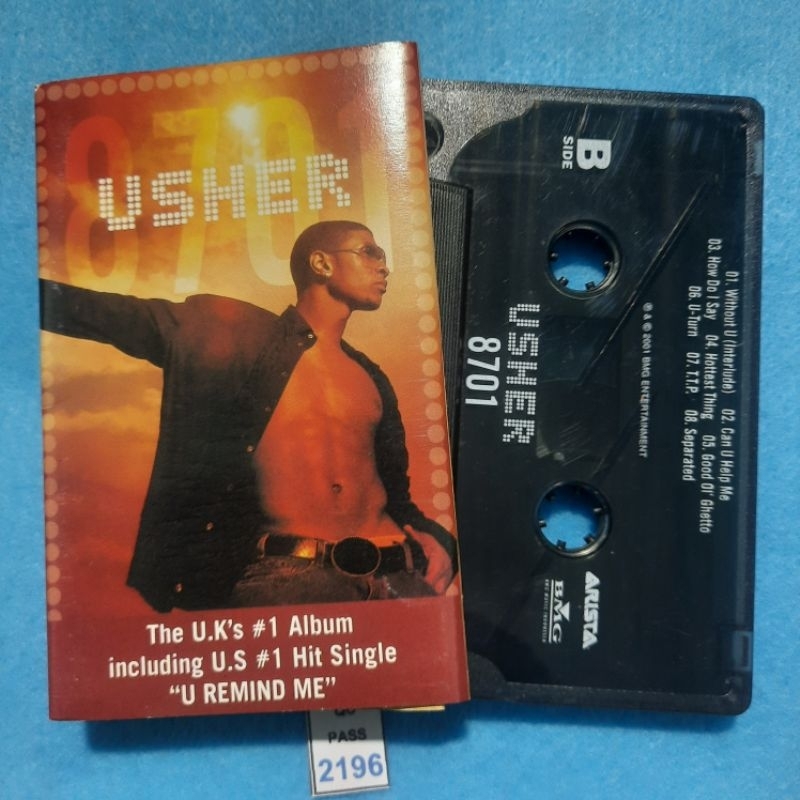 8701
USHER
The U.K's #1 Album
including U.S #1 Hit Single
"U REMIND ME"
B
SIDE
USHER
8701
01. Without U (Interlude) 02. Can U Help Me
03. How Do I Say 04. Hottest Thing 05. Good Ol' Ghetto
06. U-Turn 07. T.T.P. 08. Separated
℗ & © 2001 BMG ENTERTAINMENT
ARISTA
BMG
QC
PASS
2196